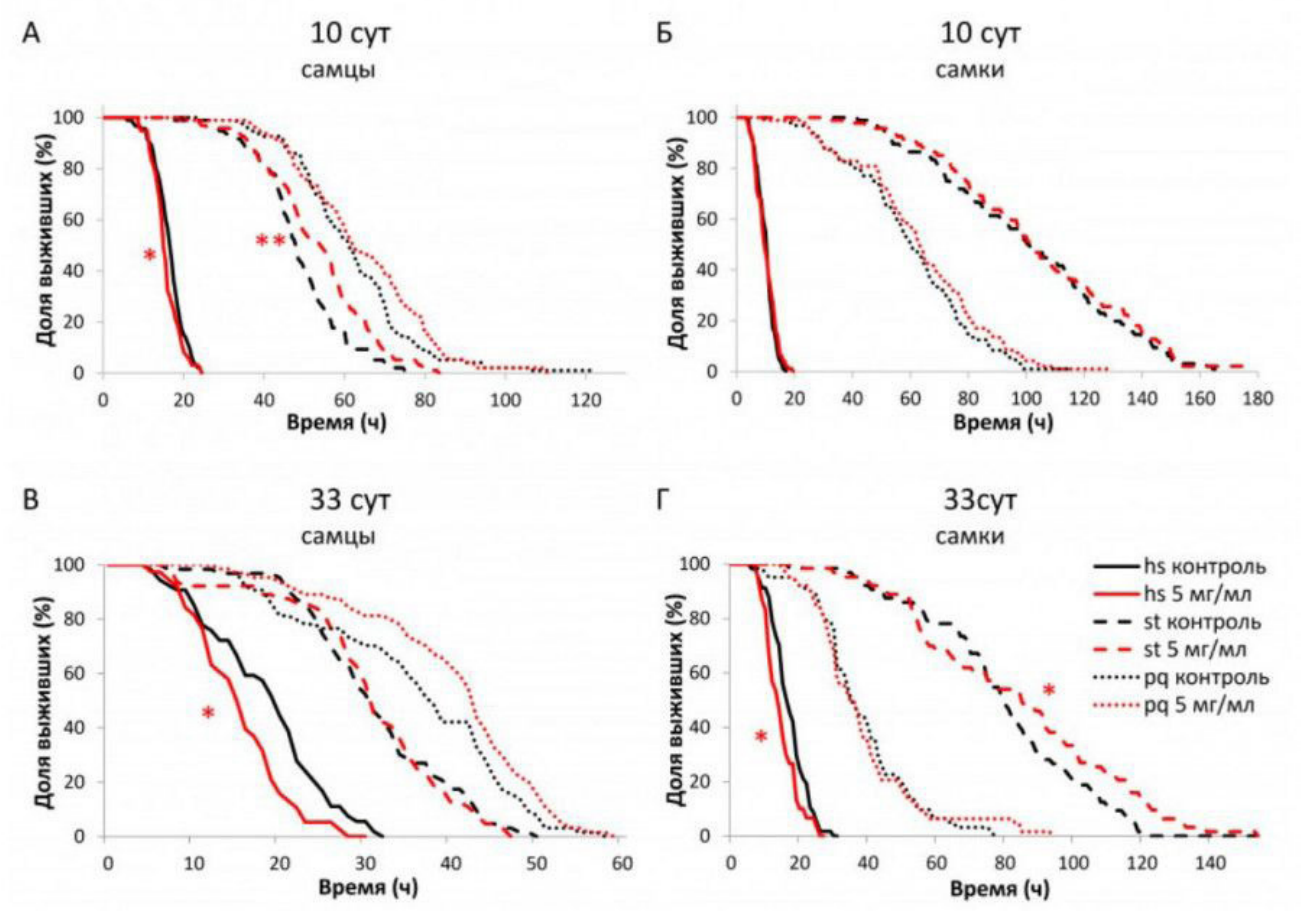 А
10 сут
самцы
Доля выживших (%)
100
80
60
40
20
0
*
**
0 20 40 60 80 100 120
Время (ч)
Б
10 сут
самки
Доля выживших (%)
100
80
60
40
20
0
0 20 40 60 80 100 120 140 160 180
Время (ч)
В
33 сут
самцы
Доля выживших (%)
100
80
60
40
20
0
*
0 10 20 30 40 50 60
Время (ч)
Г
33сут
самки
Доля выживших (%)
100
80
60
40
20
0
*
*
0 20 40 60 80 100 120 140
Время (ч)
hs контроль
hs 5 мг/мл
st контроль
st 5 мг/мл
pq контроль
pq 5 мг/мл